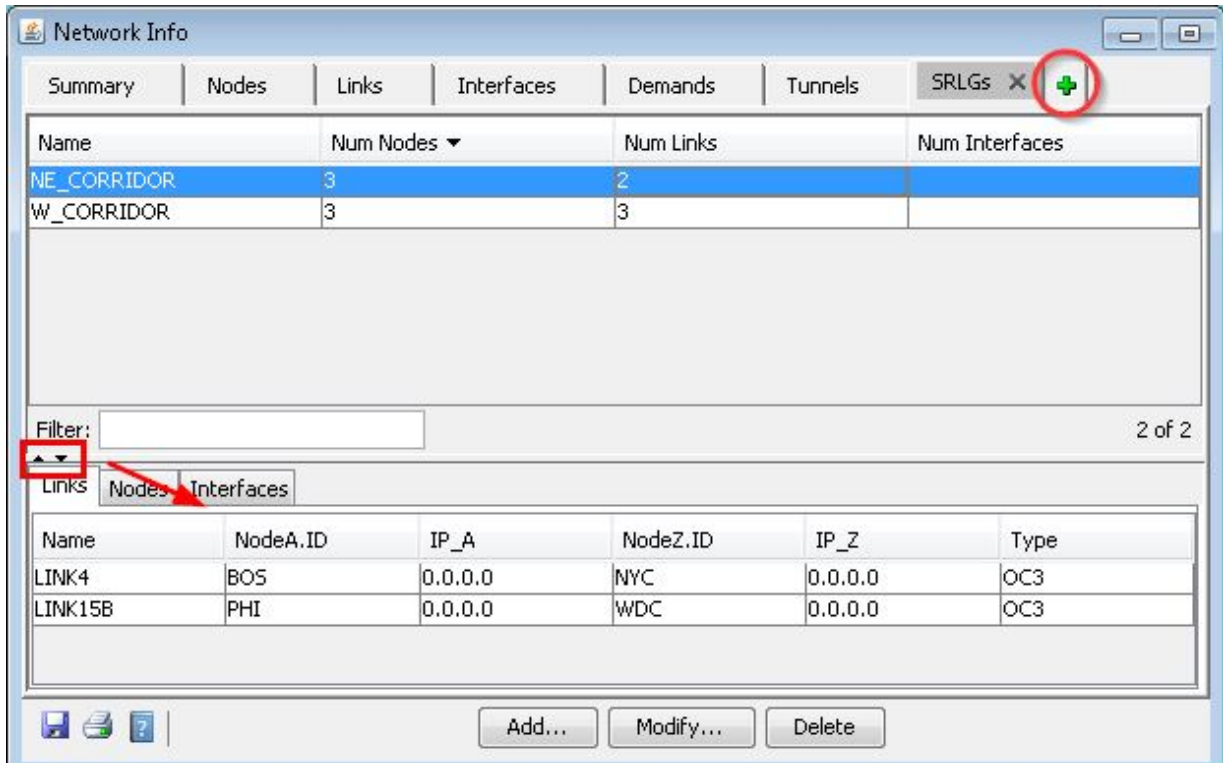 Network Info
Summary Nodes Links Interfaces Demands Tunnels SRLGs
Name Num Nodes Num Links Num Interfaces
NE_CORRIDOR 3 2
W_CORRIDOR 3 3
Filter: 2 of 2
Links Nodes Interfaces
Name NodeA.ID IP_A NodeZ.ID IP_Z Type
LINK4 BOS 0.0.0.0 NYC 0.0.0.0 OC3
LINK15B PHI 0.0.0.0 WDC 0.0.0.0 OC3
? Add... Modify... Delete